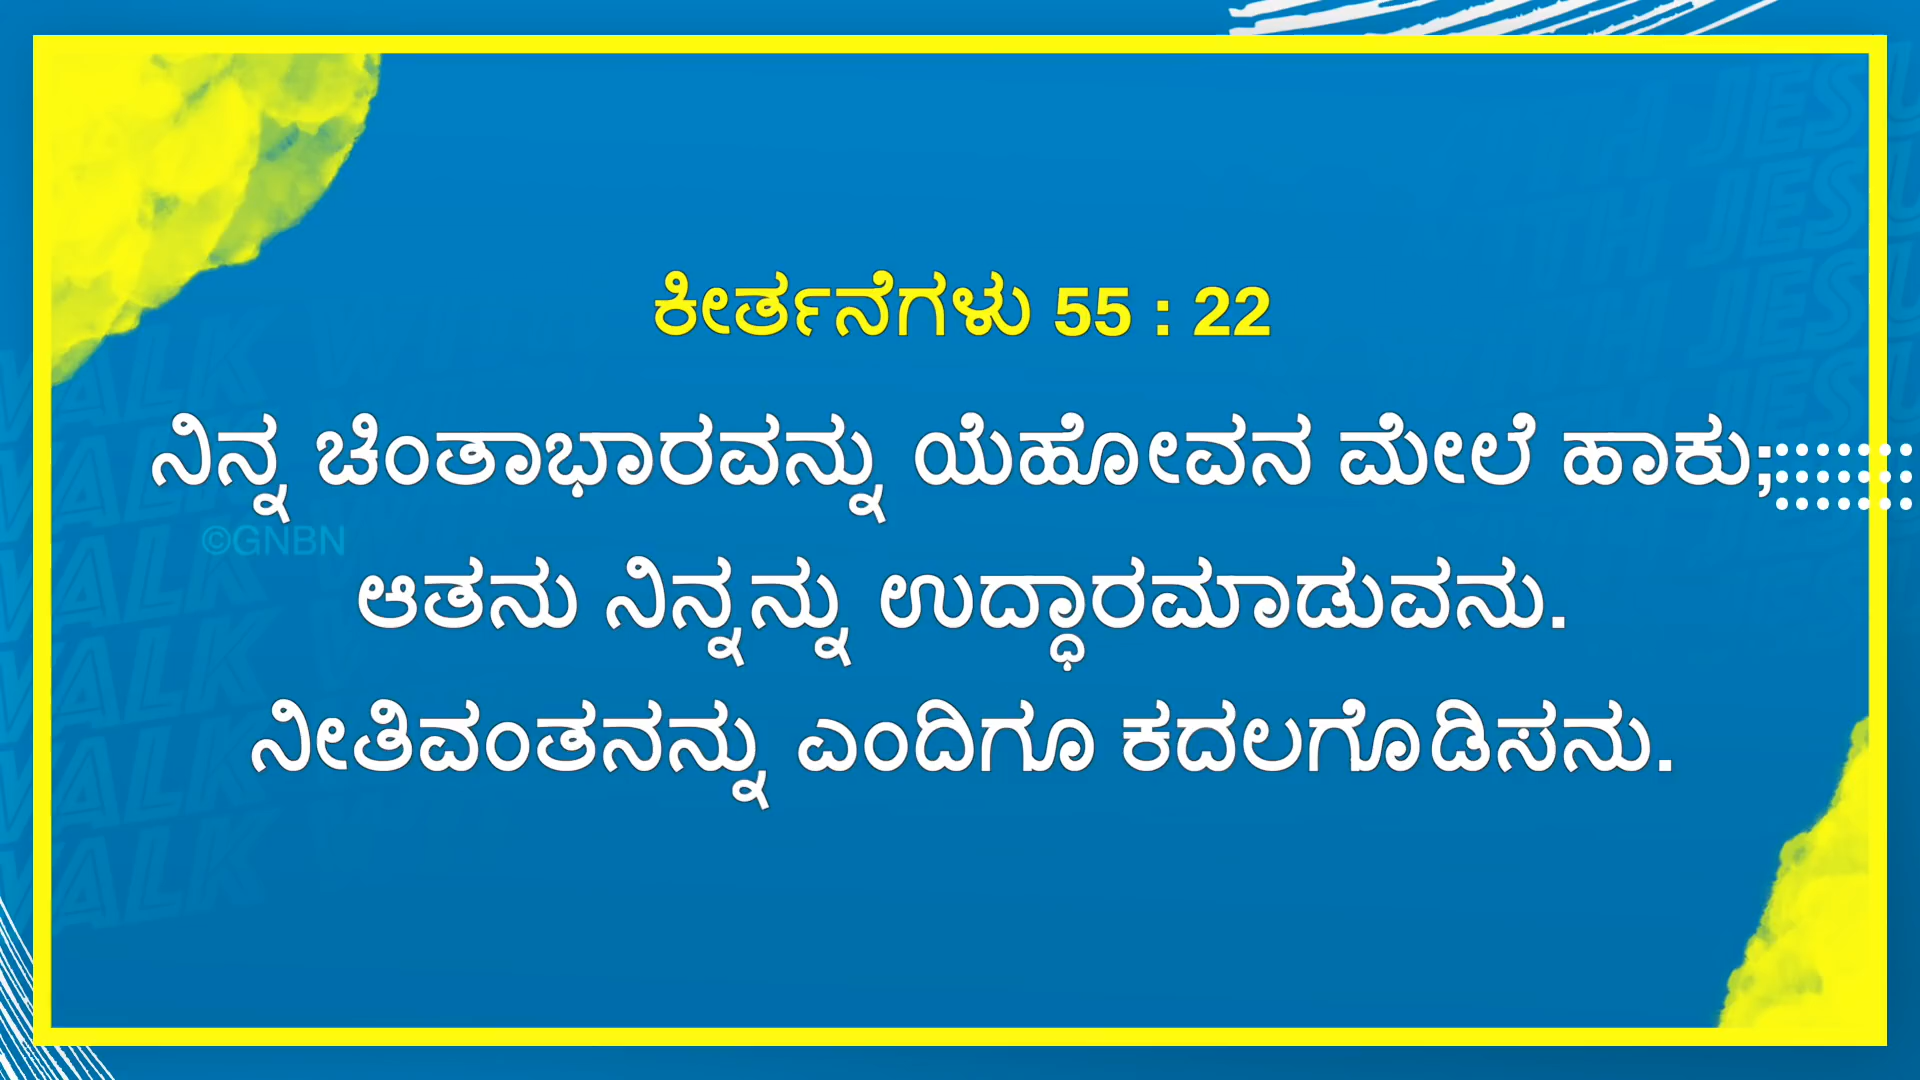 ಕೀರ್ತನೆಗಳು 55 : 22
ನಿನ್ನ ಚಿಂತಾಭಾರವನ್ನು ಯೆಹೋವನ ಮೇಲೆ ಹಾಕು;
©GNBN
ಆತನು ನಿನ್ನನ್ನು ಉದ್ಧಾರಮಾಡುವನು.
ನೀತಿವಂತನನ್ನು ಎಂದಿಗೂ ಕದಲಗೊಡಿಸನು.